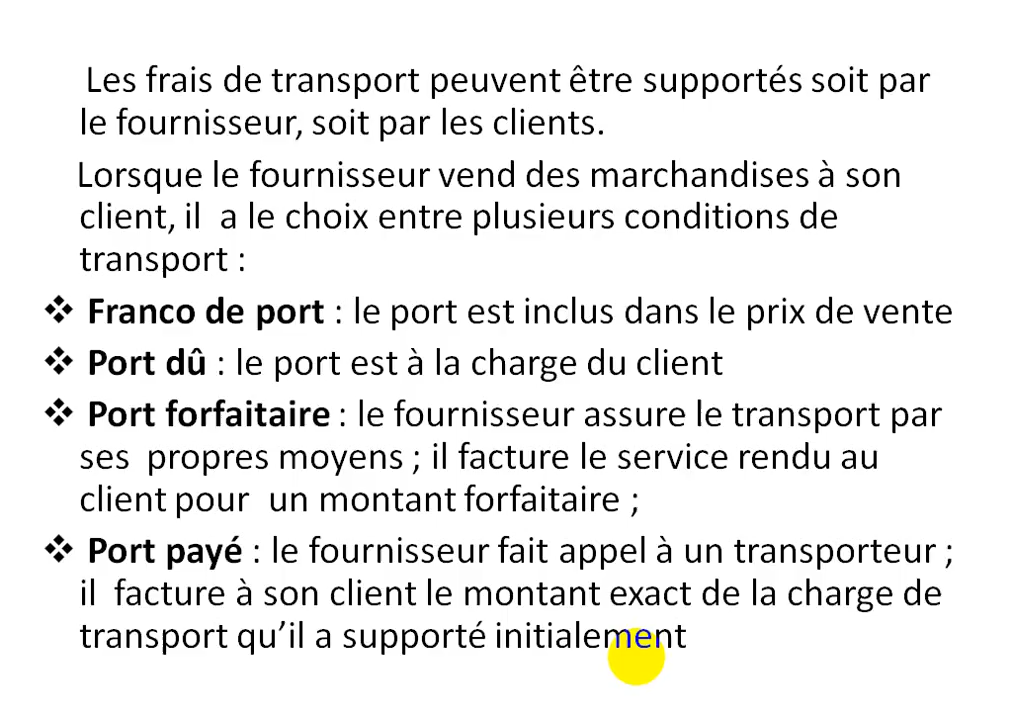 Les frais de transport peuvent être supportés soit par
le fournisseur, soit par les clients.
Lorsque le fournisseur vend des marchandises à son
client, il a le choix entre plusieurs conditions de
transport :
❖ Franco de port : le port est inclus dans le prix de vente
❖ Port dû : le port est à la charge du client
❖ Port forfaitaire : le fournisseur assure le transport par
ses propres moyens ; il facture le service rendu au
client pour un montant forfaitaire ;
❖ Port payé : le fournisseur fait appel à un transporteur ;
il facture à son client le montant exact de la charge de
transport qu’il a supporté initialement